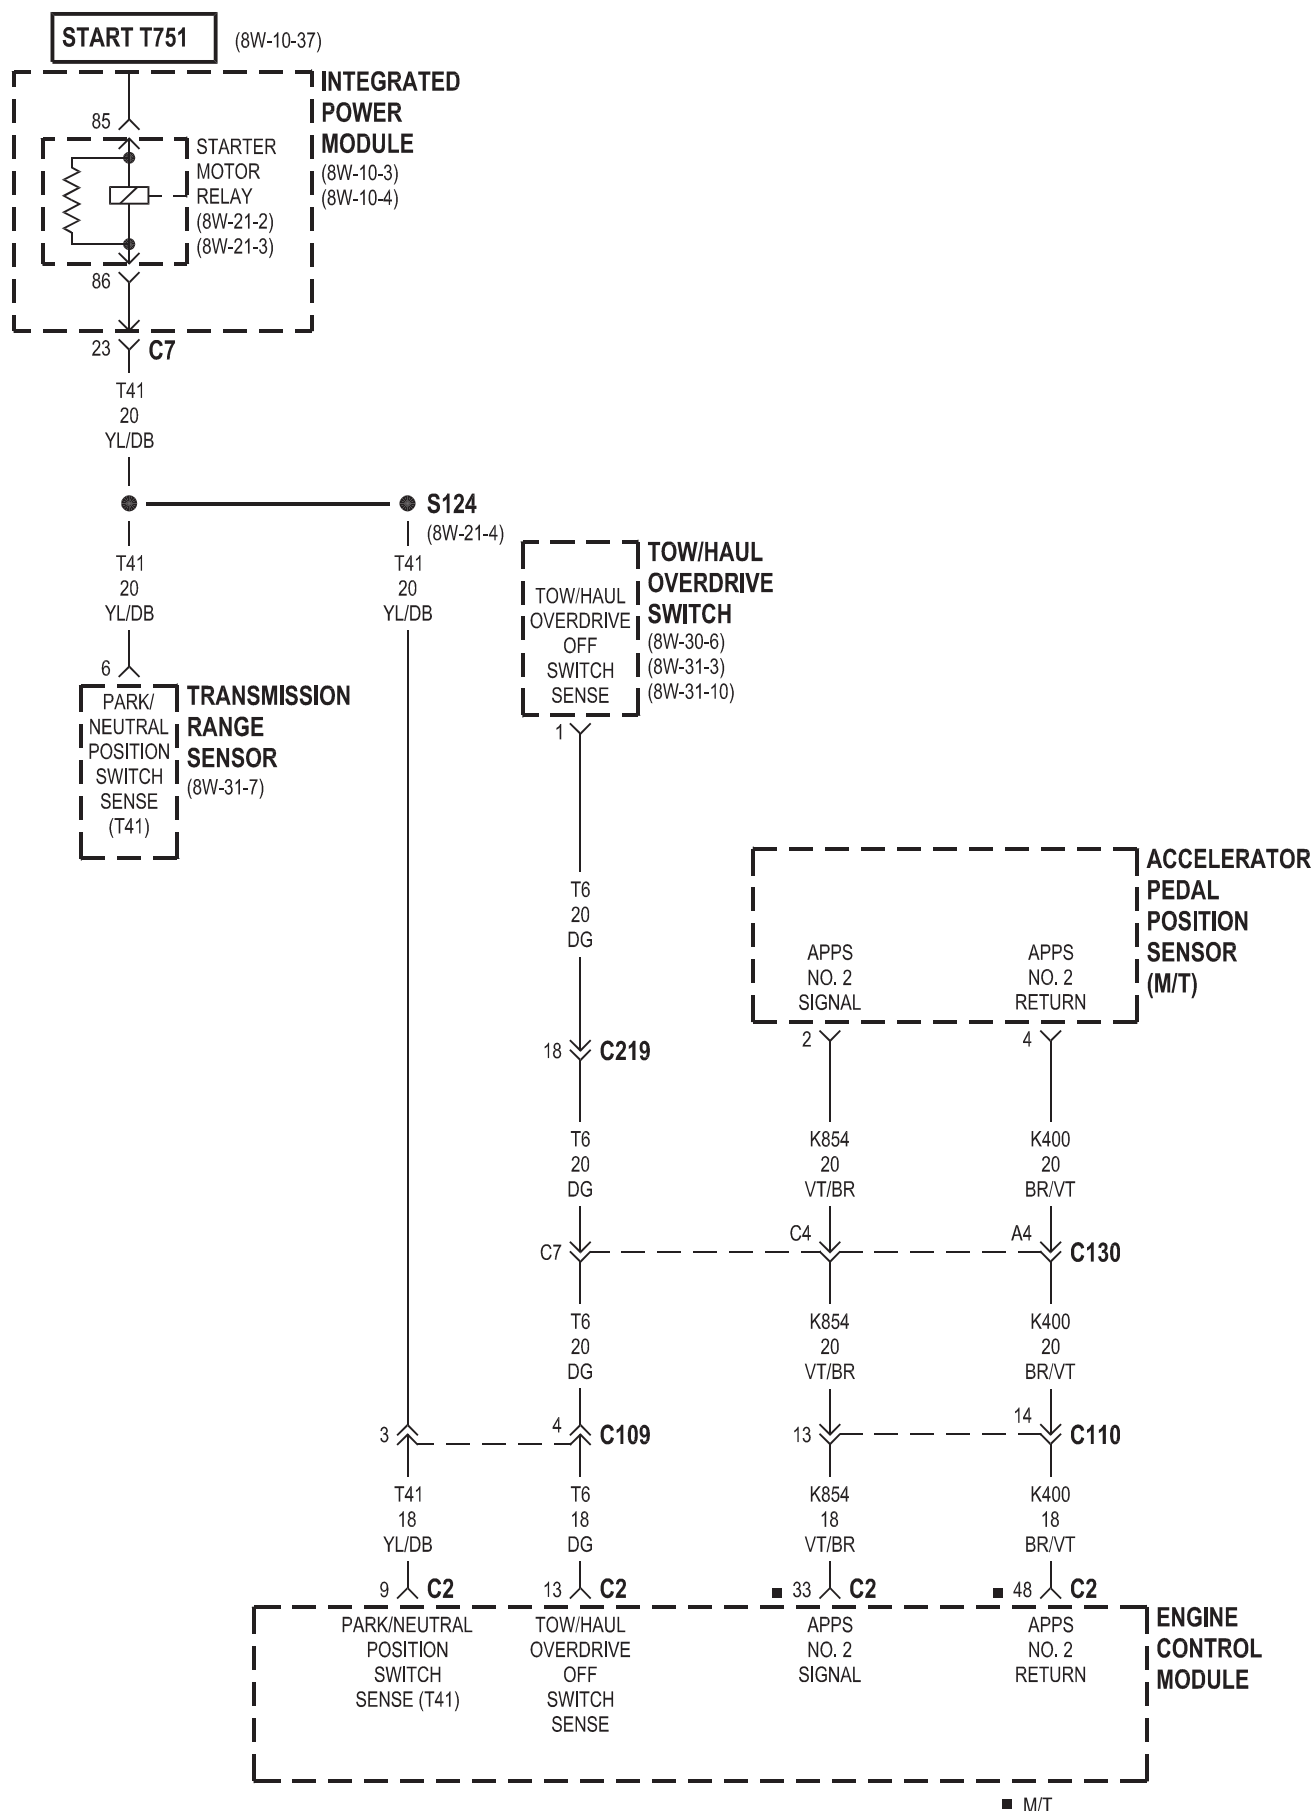 START T751 (8W-10-37)
INTEGRATED
POWER
MODULE
(8W-10-3)
(8W-10-4)
85
STARTER
MOTOR
RELAY
(8W-21-2)
(8W-21-3)
86
23 C7
T41
20
YL/DB
S124
(8W-21-4)
T41
20
YL/DB
T41
20
YL/DB
6
PARK/
NEUTRAL
POSITION
SWITCH
SENSE
(T41)
TRANSMISSION
RANGE
SENSOR
(8W-31-7)
TOW/HAUL
OVERDRIVE
OFF
SWITCH
SENSE
TOW/HAUL
OVERDRIVE
SWITCH
(8W-30-6)
(8W-31-3)
(8W-31-10)
1
T6
20
DG
ACCELERATOR
PEDAL
POSITION
SENSOR
(M/T)
APPS
NO. 2
SIGNAL
APPS
NO. 2
RETURN
18 C219
2
4
T6
20
DG
K854
20
VT/BR
K400
20
BR/VT
C7
C4
A4 C130
T6
20
DG
K854
20
VT/BR
K400
20
BR/VT
3
4 C109
13
14 C110
T41
18
YL/DB
T6
18
DG
K854
18
VT/BR
K400
18
BR/VT
9 C2
13 C2
■ 33 C2
■ 48 C2
PARK/NEUTRAL
POSITION
SWITCH
SENSE (T41)
TOW/HAUL
OVERDRIVE
OFF
SWITCH
SENSE
APPS
NO. 2
SIGNAL
APPS
NO. 2
RETURN
ENGINE
CONTROL
MODULE
■ M/T